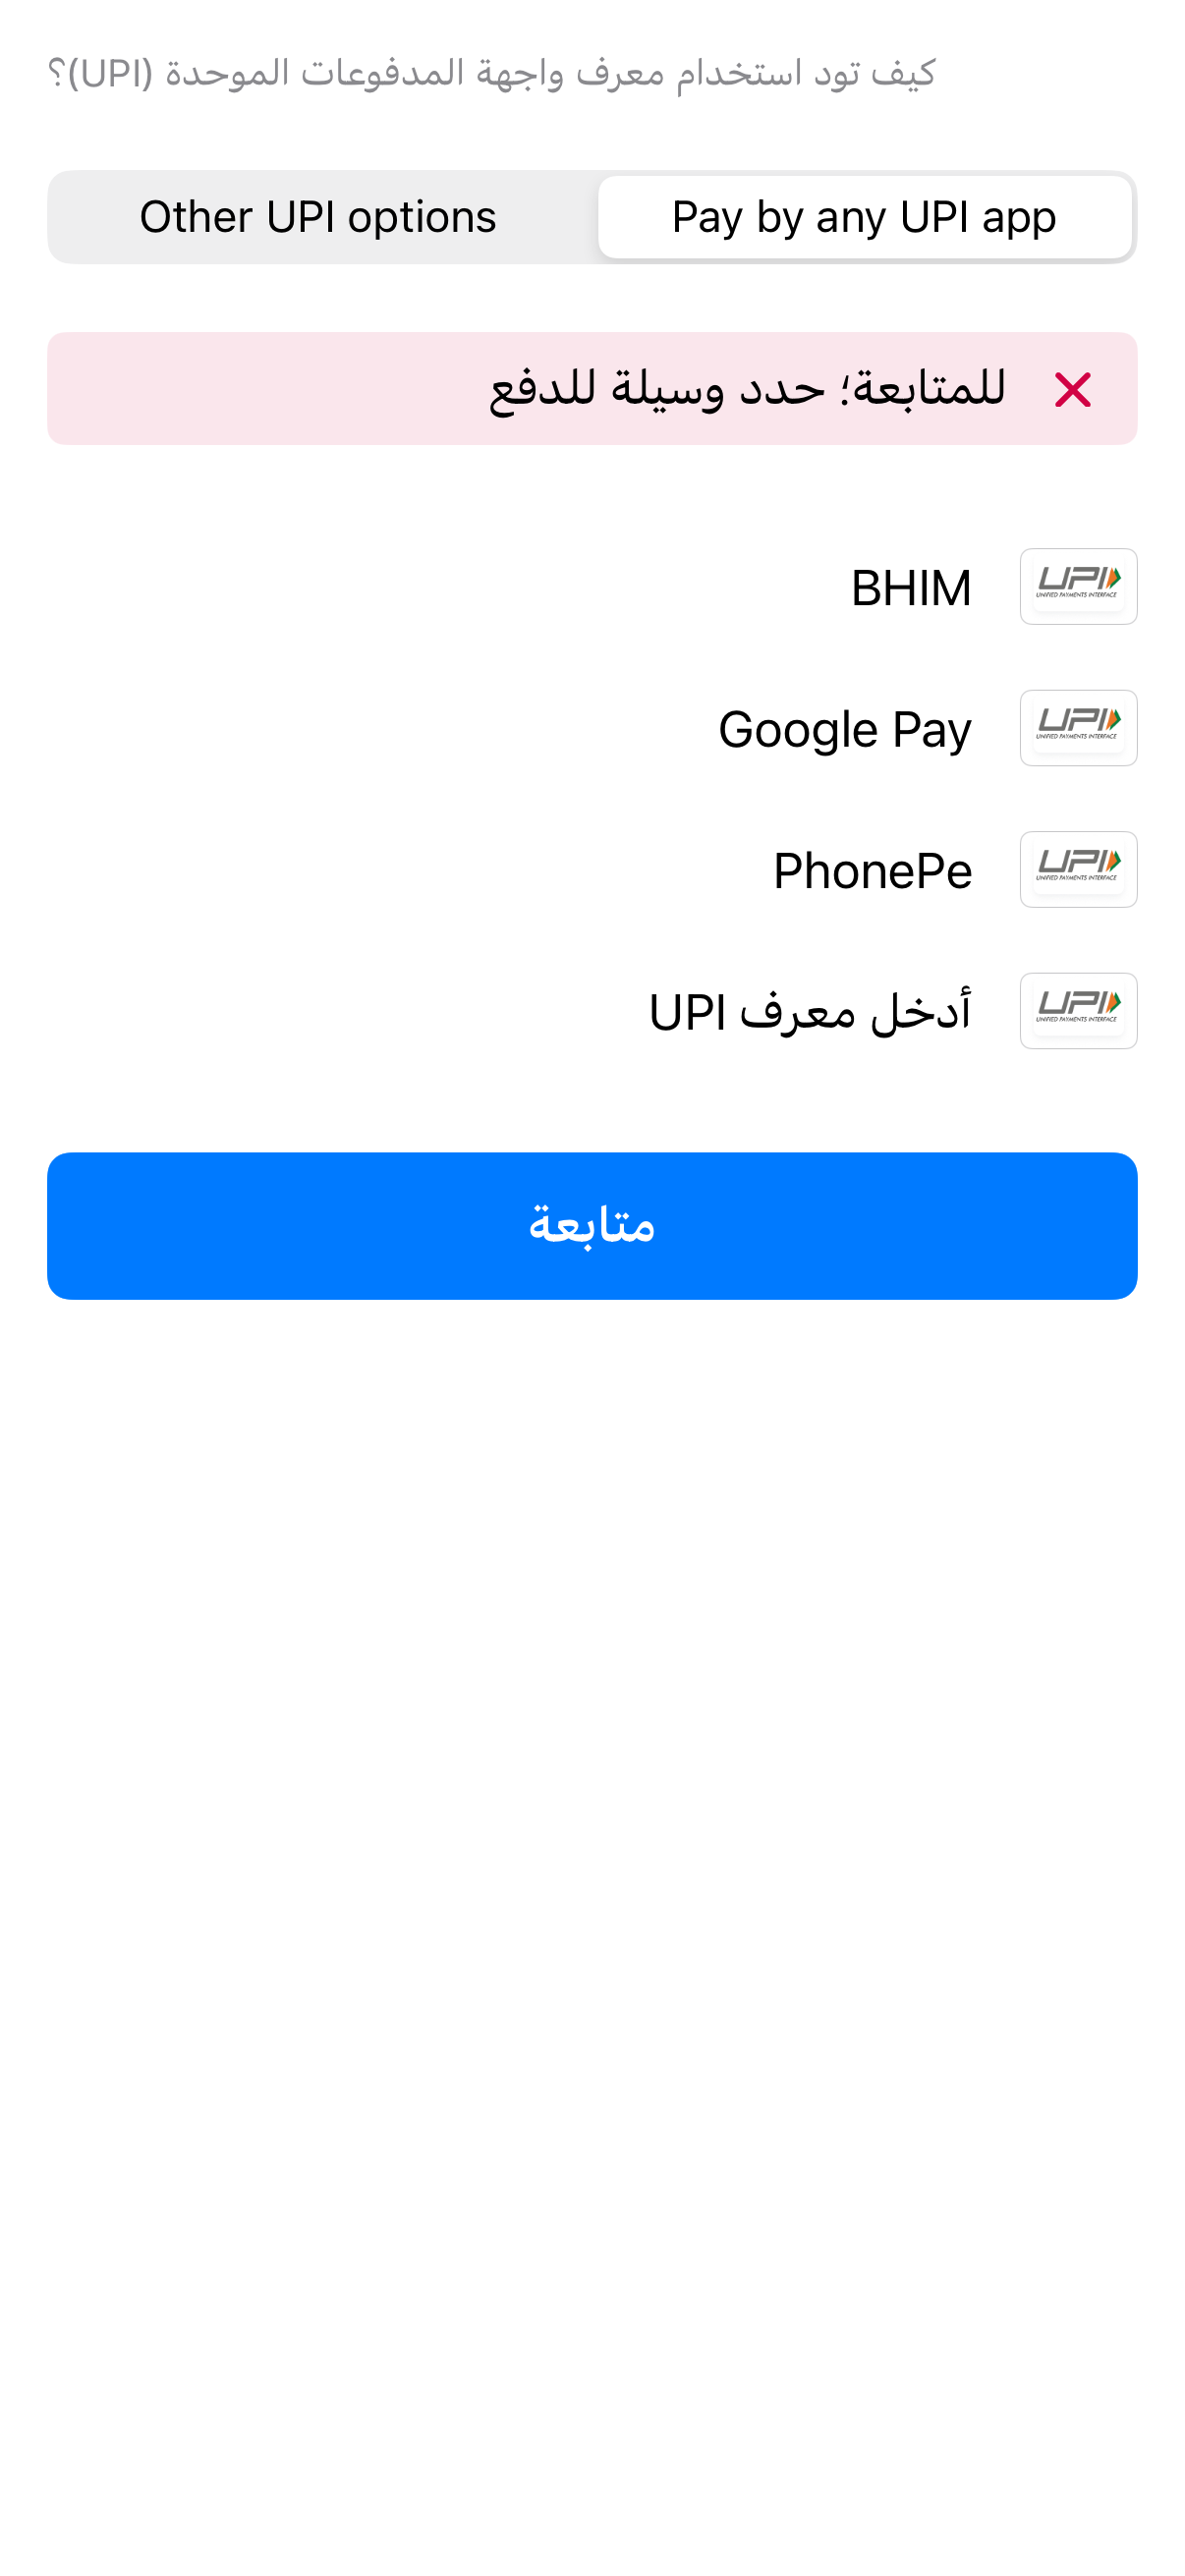 كيف تود استخدام معرف واجهة المدفوعات الموحدة (UPI)؟
Pay by any UPI app
Other UPI options
للمتابعة؛ حدد وسيلة للدفع
UPI
UNIFIED PAYMENTS INTERFACE
BHIM
UPI
UNIFIED PAYMENTS INTERFACE
Google Pay
UPI
UNIFIED PAYMENTS INTERFACE
PhonePe
UPI
UNIFIED PAYMENTS INTERFACE
أدخل معرف UPI
متابعة